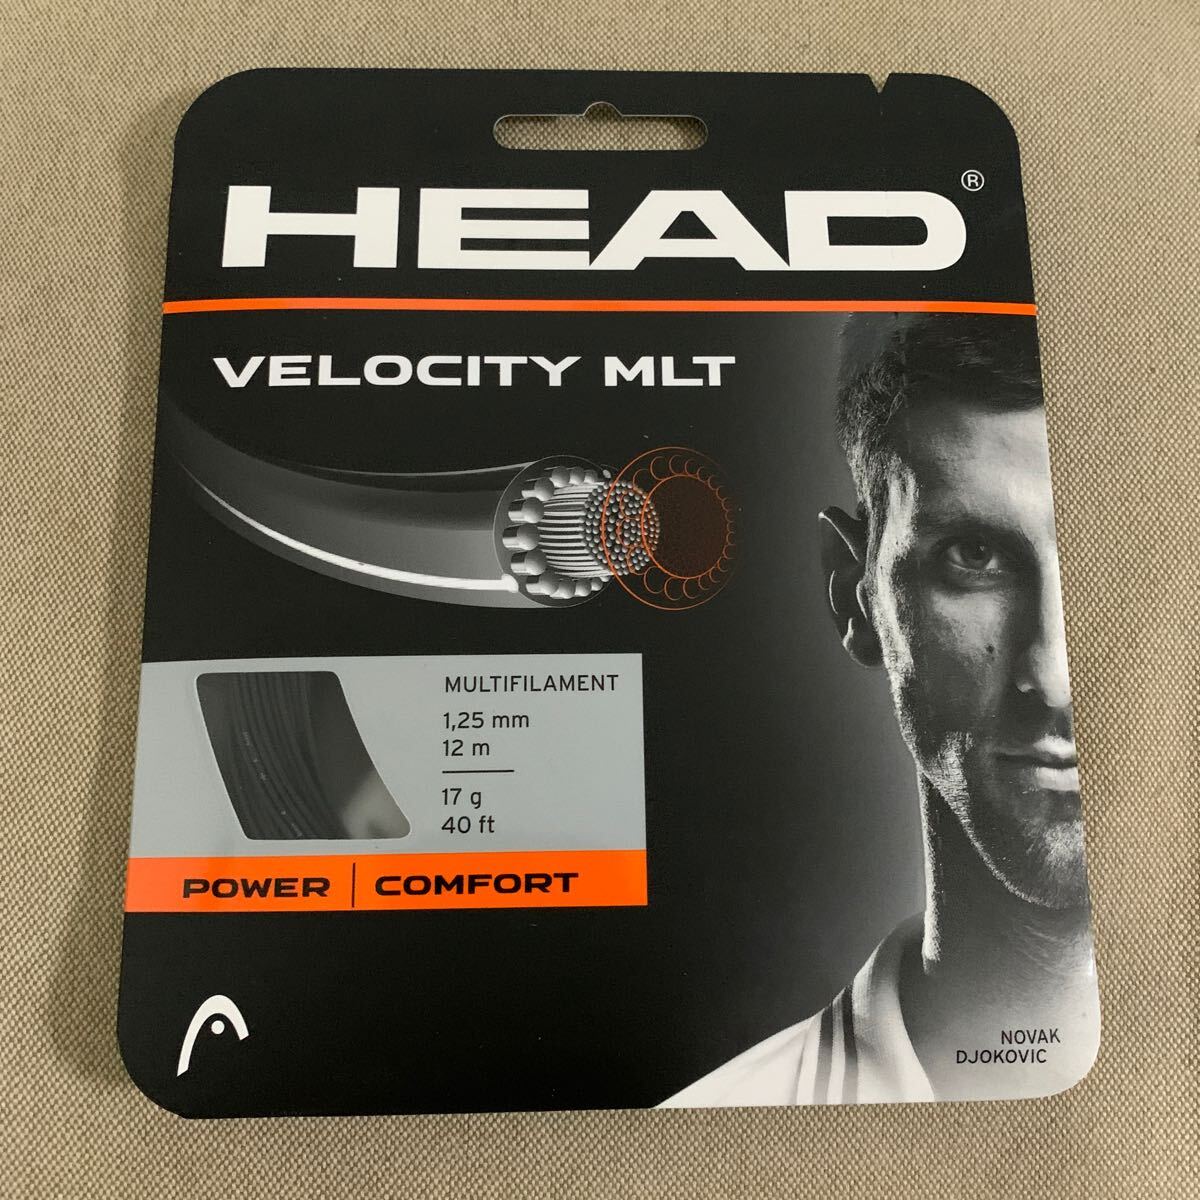 HEAD®
VELOCITY MLT
MULTIFILAMENT
1,25 mm
12 m
17 g
40 ft
POWER | COMFORT
NOVAK
DJOKOVIC